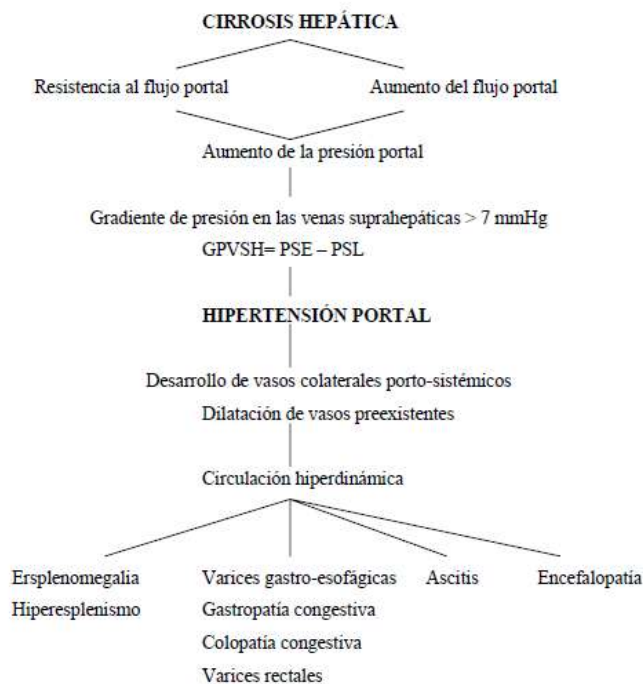 CIRROSIS HEPÁTICA
Resistencia al flujo portal
Aumento del flujo portal
Aumento de la presión portal
Gradiente de presión en las venas suprahepáticas > 7 mmHg
GPVSH= PSE – PSL
HIPERTENSIÓN PORTAL
Desarrollo de vasos colaterales porto-sistémicos
Dilatación de vasos preexistentes
Circulación hiperdinámica
Ersplenomegalia
Hiperesplenismo
Varices gastro-esofágicas
Gastropatía congestiva
Colopatía congestiva
Varices rectales
Ascitis
Encefalopatía